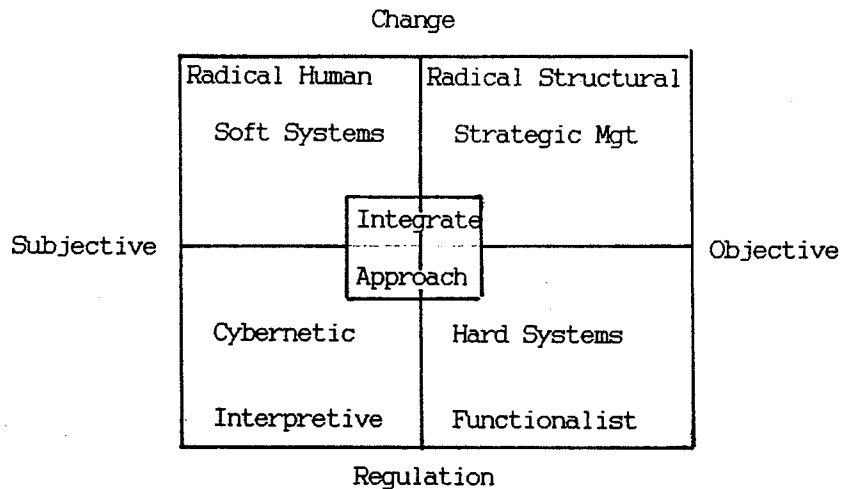 Change
Radical Human Radical Structural
Soft Systems Strategic Mgt
Integrate
Subjective Objective
Approach
Cybernetic Hard Systems
Interpretive Functionalist
Regulation